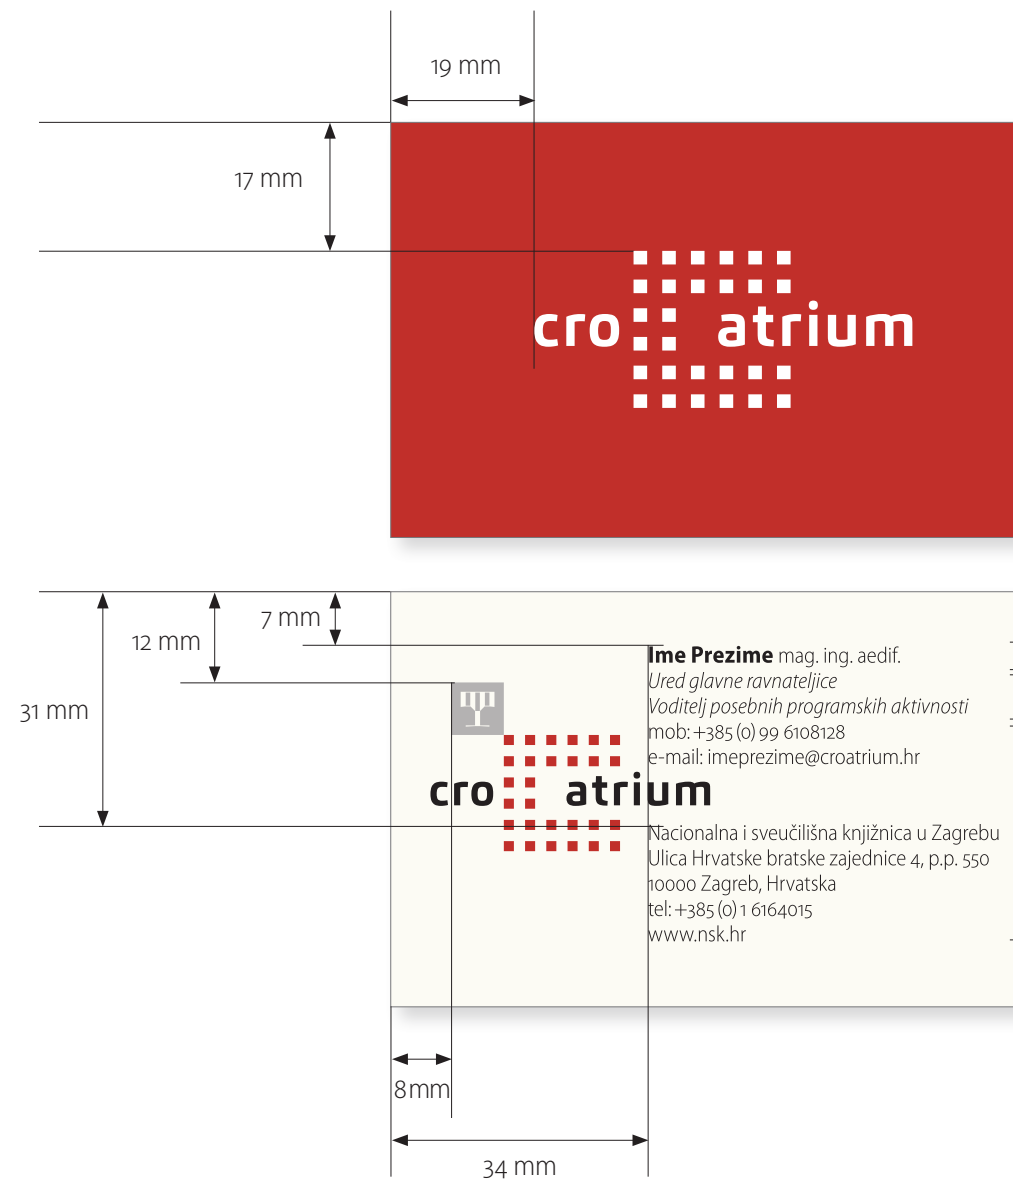 19 mm
17 mm
cro atrium
7 mm
12 mm
31 mm
Ime Prezime mag. ing. aedif.
Ured glavne ravnateljice
Voditelj posebnih programskih aktivnosti
mob: +385 (0) 99 6108128
e-mail: imeprezime@croatrium.hr
cro atrium
Nacionalna i sveučilišna knjižnica u Zagrebu
Ulica Hrvatske bratske zajednice 4, p.p. 550
10000 Zagreb, Hrvatska
tel: +385 (0) 1 6164015
www.nsk.hr
8 mm
34 mm